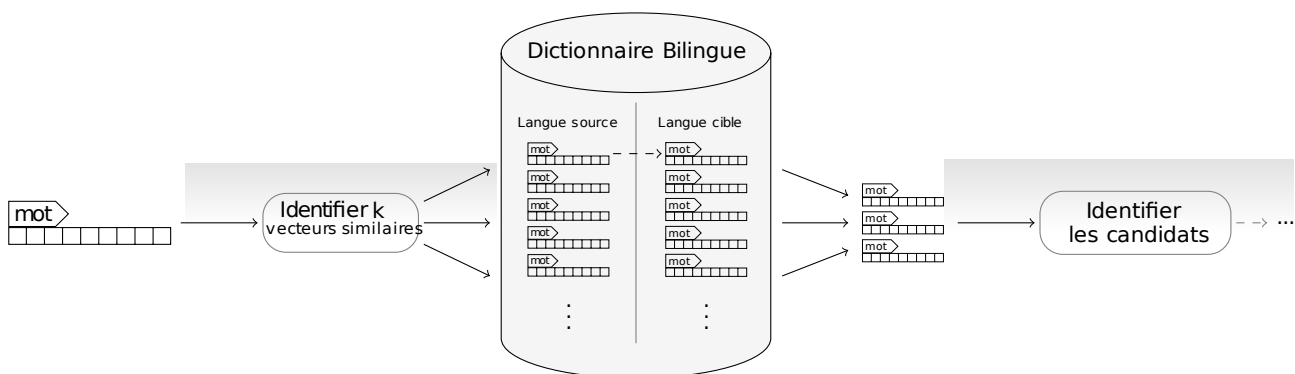 Dictionnaire Bilingue
Langue source
Langue cible
mot
mot
mot
mot
mot
mot
mot
mot
mot
mot
mot
Identifier k
vecteurs similaires
mot
mot
mot
Identifier
les candidats
...